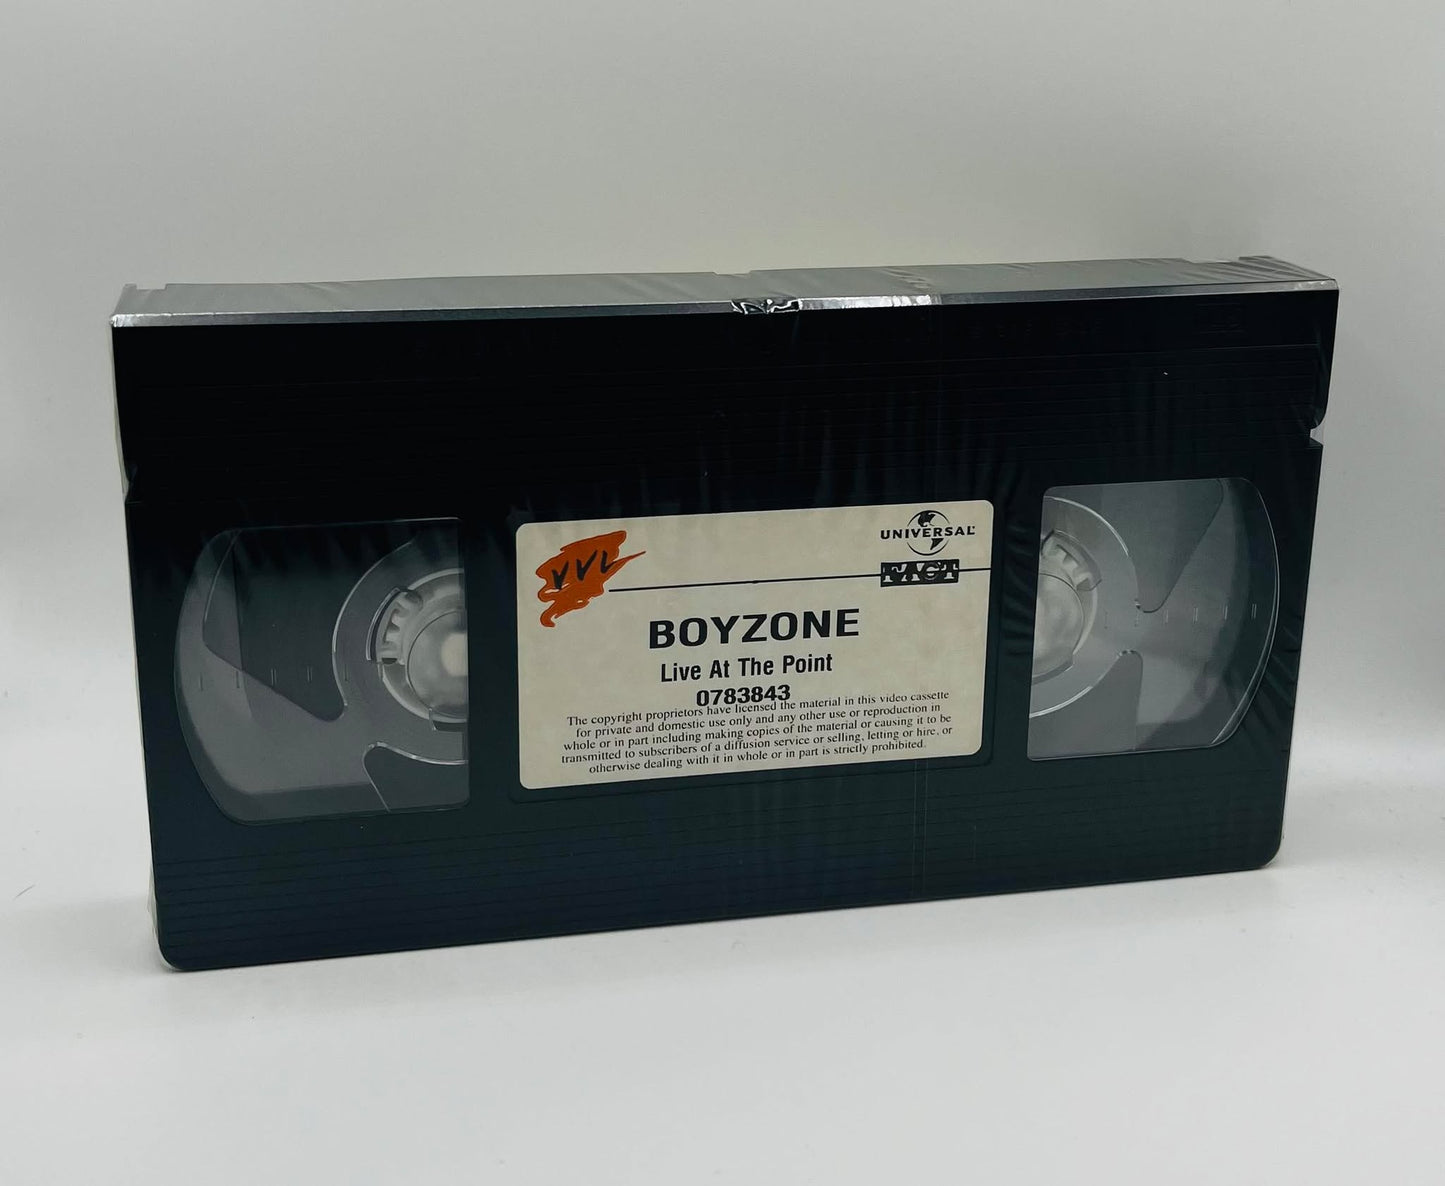 VVL
UNIVERSAL
FACT
BOYZONE
Live At The Point
0783843
The copyright proprietors have licensed the material in this video cassette
for private and domestic use only and any other use or reproduction in
whole or in part including making copies of the material or causing it to be
transmitted to subscribers of a diffusion service or selling, letting or hire, or
otherwise dealing with it in whole or in part is strictly prohibited.